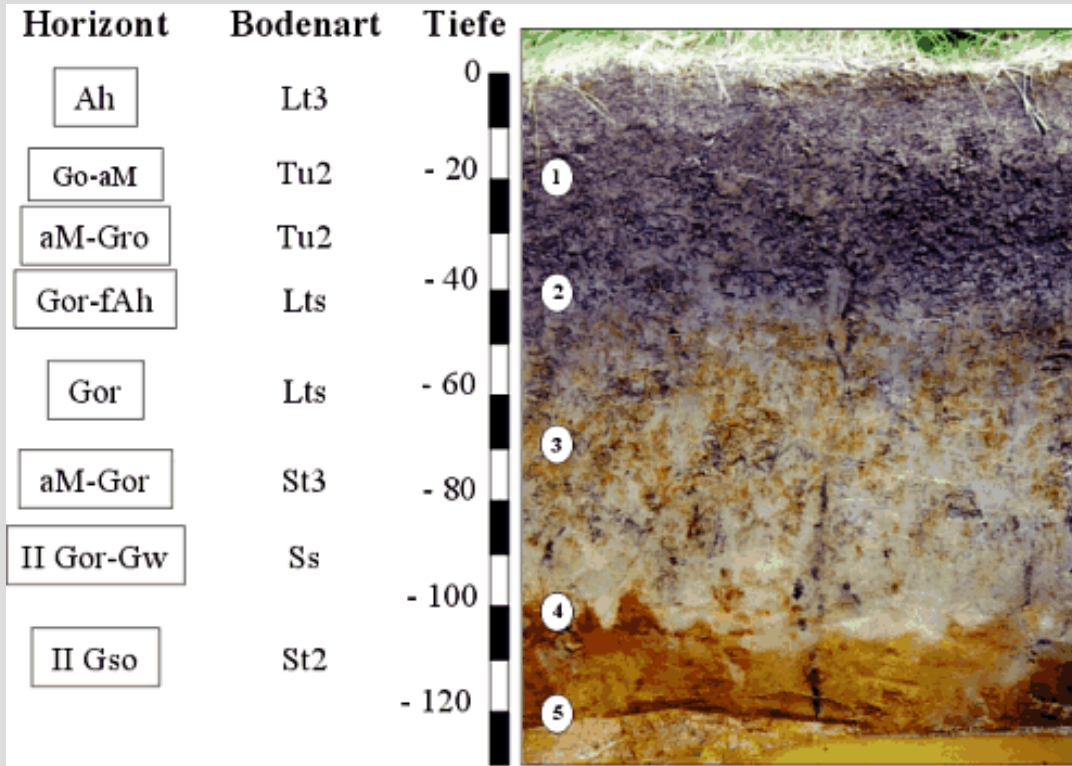 Horizont Bodenart Tiefe
0
Ah Lt3
Go-aM Tu2 - 20
1
aM-Gro Tu2
Gor-fAh Lts - 40
2
Gor Lts - 60
3
aM-Gor St3 - 80
II Gor-Gw Ss
- 100
4
II Gso St2
- 120
5